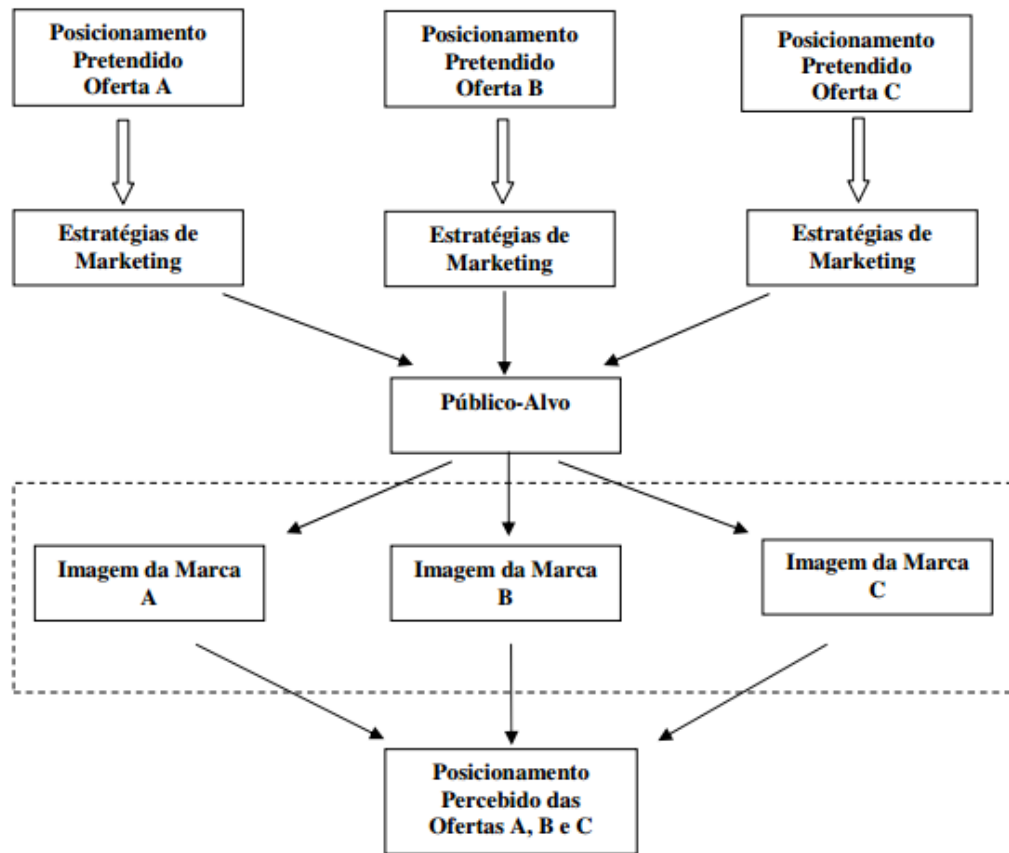 Posicionamento
Pretendido
Oferta A
Posicionamento
Pretendido
Oferta B
Posicionamento
Pretendido
Oferta C
Estratégias de
Marketing
Estratégias de
Marketing
Estratégias de
Marketing
Público-Alvo
Imagem da Marca
A
Imagem da Marca
B
Imagem da Marca
C
Posicionamento
Percebido das
Ofertas A, B e C